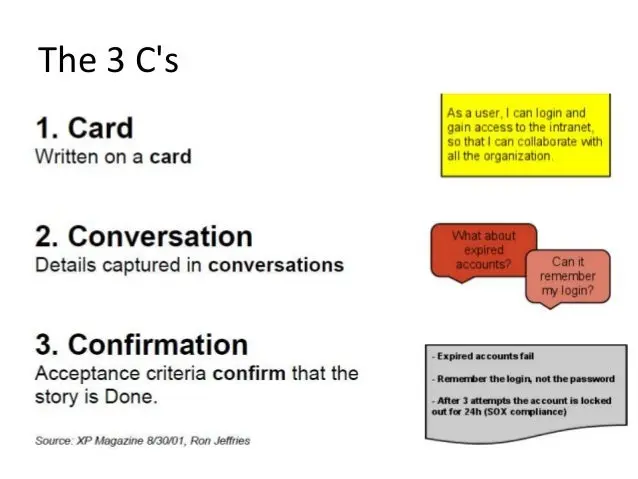 The 3 C's
1. Card
Written on a card
As a user, I can login and
gain access to the intranet,
so that I can collaborate with
all the organization.
2. Conversation
Details captured in conversations
What about
expired
accounts?
Can it
remember
my login?
3. Confirmation
Acceptance criteria confirm that the
story is Done.
- Expired accounts fail
- Remember the login, not the password
- After 3 attempts the account is locked
out for 24h (SOX compliance)
Source: XP Magazine 8/30/01, Ron Jeffries